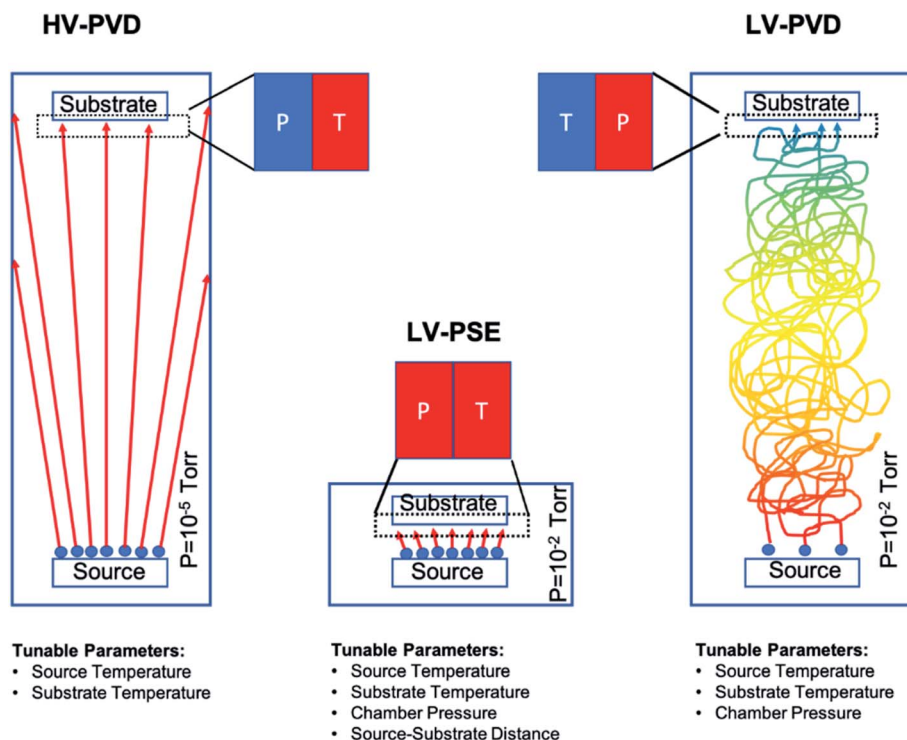 HV-PVD
Substrate
P T
P=10⁻⁵ Torr
Source
Tunable Parameters:
• Source Temperature
• Substrate Temperature
LV-PSE
P T
Substrate
P=10⁻² Torr
Source
Tunable Parameters:
• Source Temperature
• Substrate Temperature
• Chamber Pressure
• Source-Substrate Distance
LV-PVD
T P
Substrate
P=10⁻² Torr
Source
Tunable Parameters:
• Source Temperature
• Substrate Temperature
• Chamber Pressure